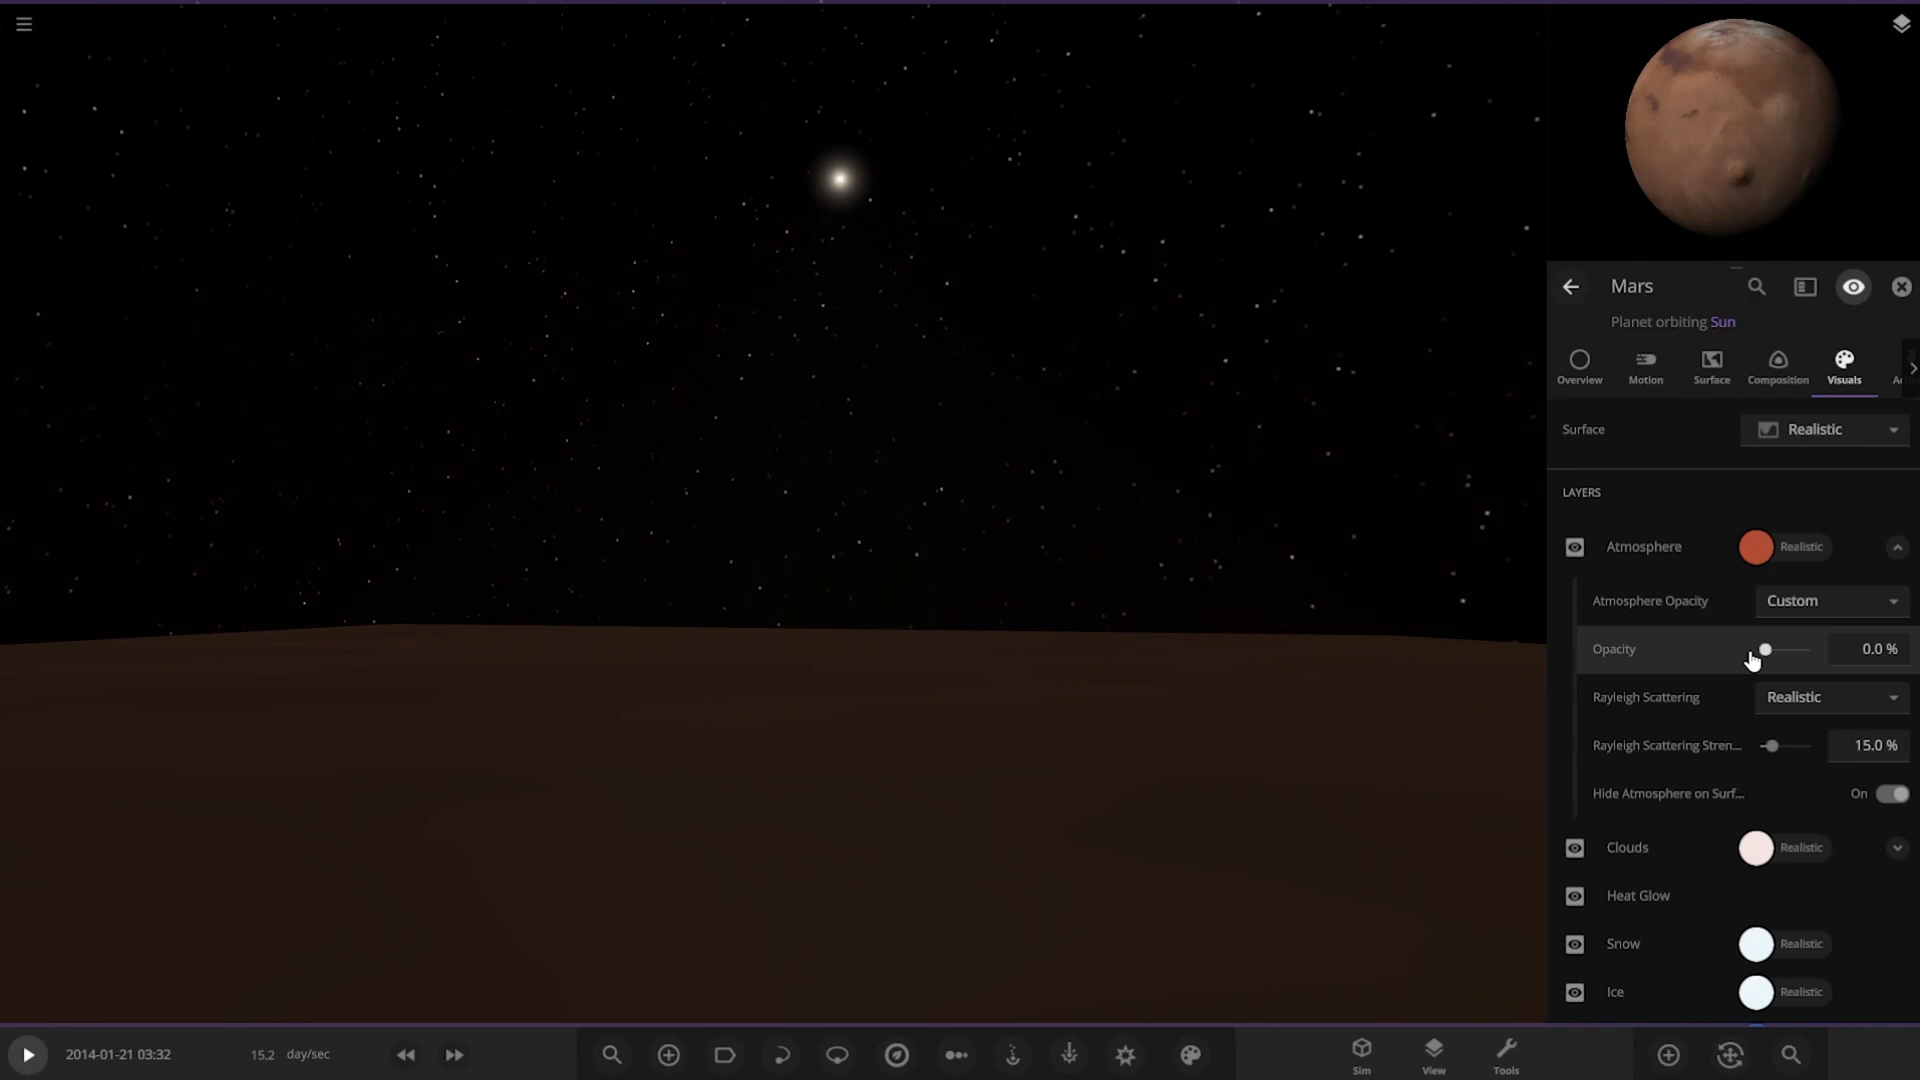 Mars
Planet orbiting Sun
Overview
Motion
Surface
Composition
Visuals
Surface
Realistic
LAYERS
Atmosphere
Realistic
Atmosphere Opacity
Custom
Opacity
0.0 %
Rayleigh Scattering
Realistic
Rayleigh Scattering Stren...
15.0 %
Hide Atmosphere on Surf...
On
Clouds
Realistic
Heat Glow
Snow
Realistic
Ice
Realistic
2014-01-21 03:32
15.2 day/sec
Sim
View
Tools